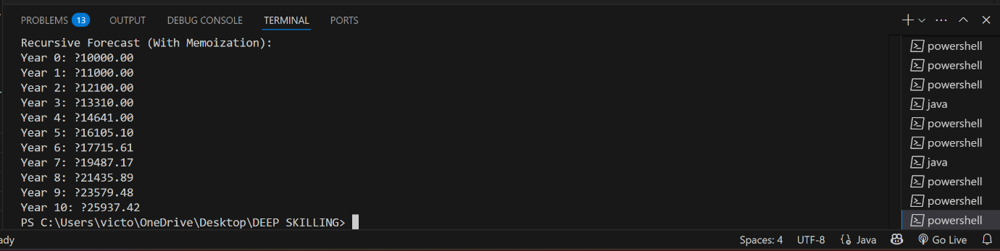 PROBLEMS 13 OUTPUT DEBUG CONSOLE TERMINAL PORTS
Recursive Forecast (With Memoization):
Year 0: ?10000.00
Year 1: ?11000.00
Year 2: ?12100.00
Year 3: ?13310.00
Year 4: ?14641.00
Year 5: ?16105.10
Year 6: ?17715.61
Year 7: ?19487.17
Year 8: ?21435.89
Year 9: ?23579.48
Year 10: ?25937.42
PS C:\Users\victo\OneDrive\Desktop\DEEP SKILLING>
powershell
powershell
powershell
java
powershell
powershell
java
powershell
powershell
powershell
ady Spaces: 4 UTF-8 Java Go Live